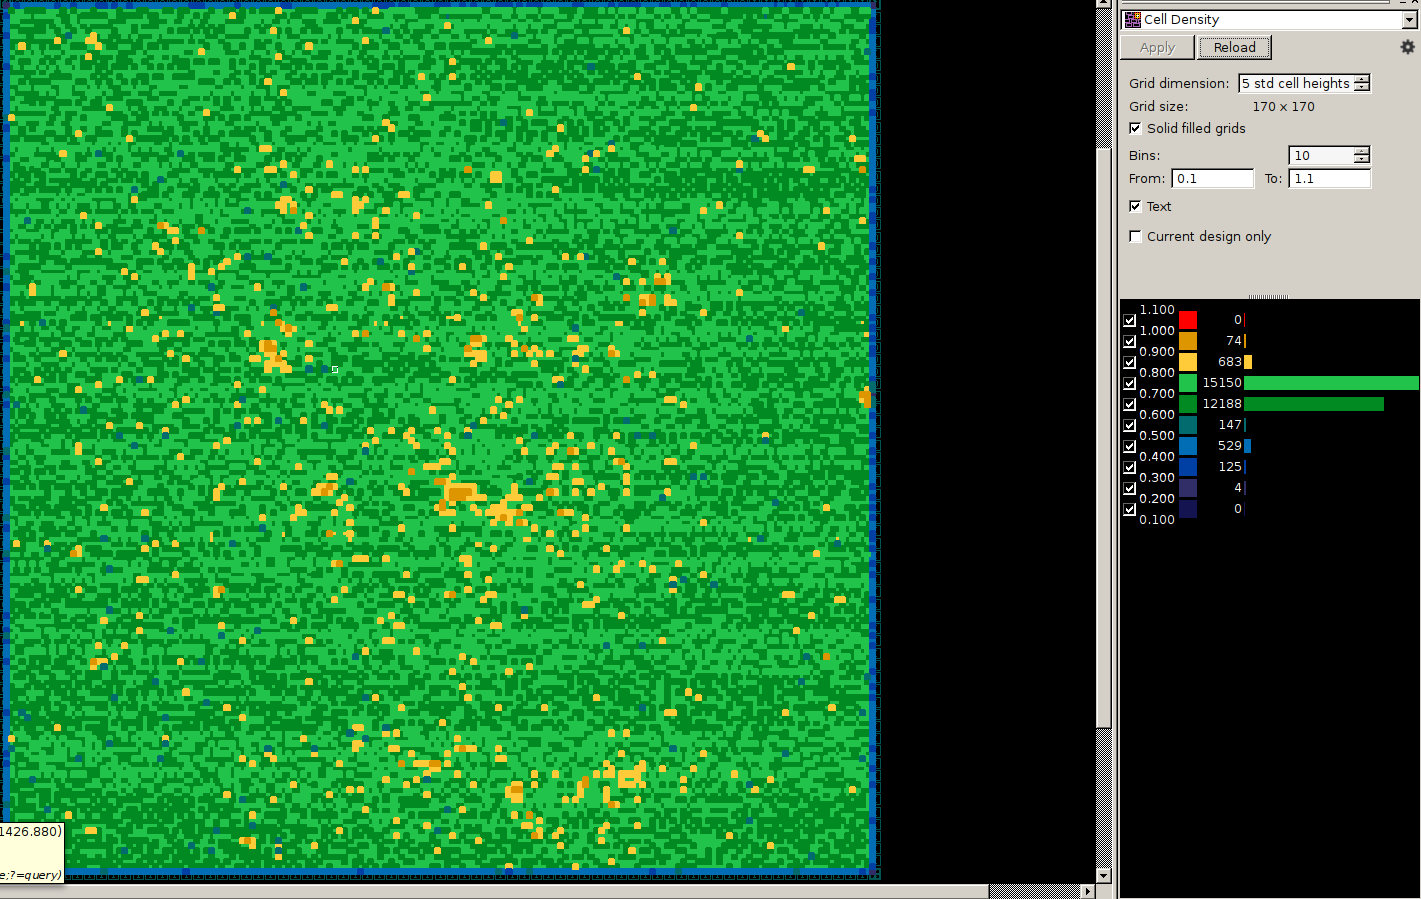 Cell Density
Apply
Reload
Grid dimension: 5 std cell heights
Grid size: 170 x 170
Solid filled grids
Bins: 10
From: 0.1 To: 1.1
Text
Current design only
1.100
0
1.000
74
0.900
683
0.800
15150
0.700
12188
0.600
147
0.500
529
0.400
125
0.300
4
0.200
0
0.100
1426.880)
e;?=query)